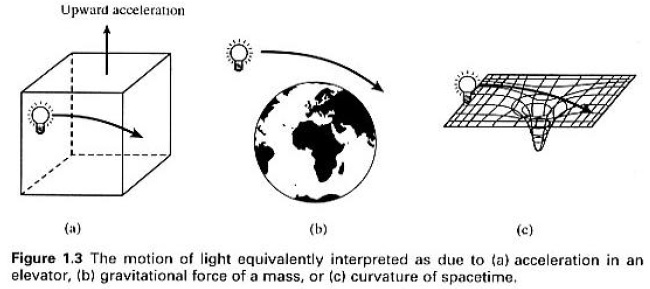 Upward acceleration
(a)
(b)
(c)
Figure 1.3 The motion of light equivalently interpreted as due to (a) acceleration in an
elevator, (b) gravitational force of a mass, or (c) curvature of spacetime.